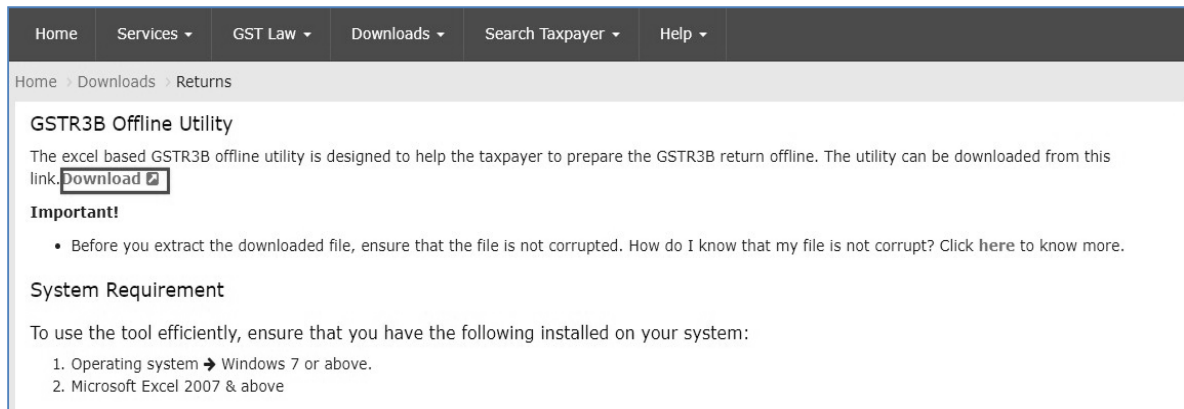 Home Services GST Law Downloads Search Taxpayer Help
Home Downloads Returns
GSTR3B Offline Utility
The excel based GSTR3B offline utility is designed to help the taxpayer to prepare the GSTR3B return offline. The utility can be downloaded from this
link.Download
Important!
• Before you extract the downloaded file, ensure that the file is not corrupted. How do I know that my file is not corrupt? Click here to know more.
System Requirement
To use the tool efficiently, ensure that you have the following installed on your system:
1. Operating system → Windows 7 or above.
2. Microsoft Excel 2007 & above